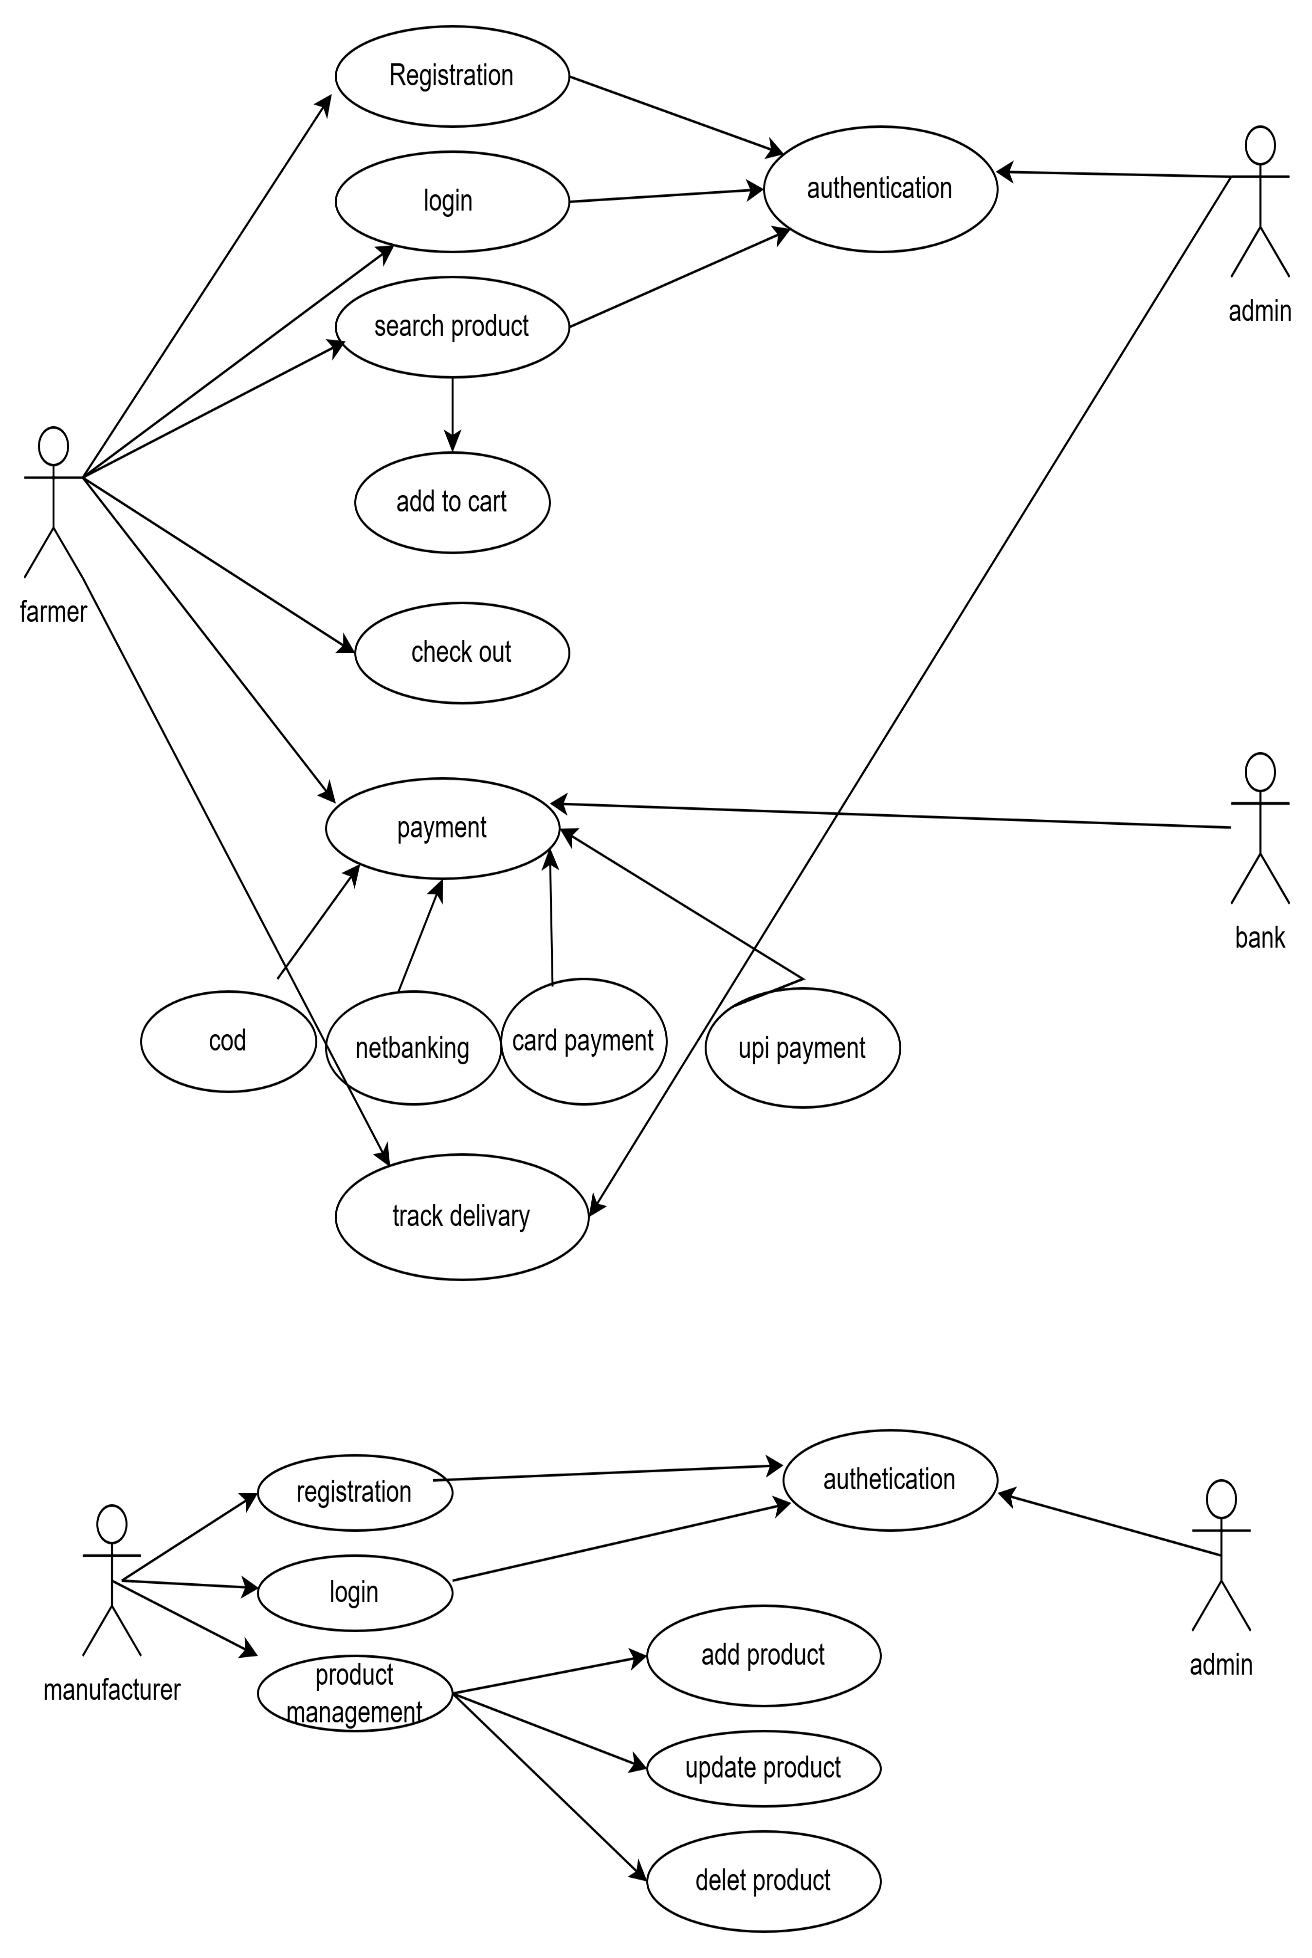 Registration
login
authentication
search product
admin
add to cart
farmer
check out
payment
bank
cod
netbanking
card payment
upi payment
track delivary
registration
authetication
login
product
management
add product
admin
manufacturer
update product
delet product